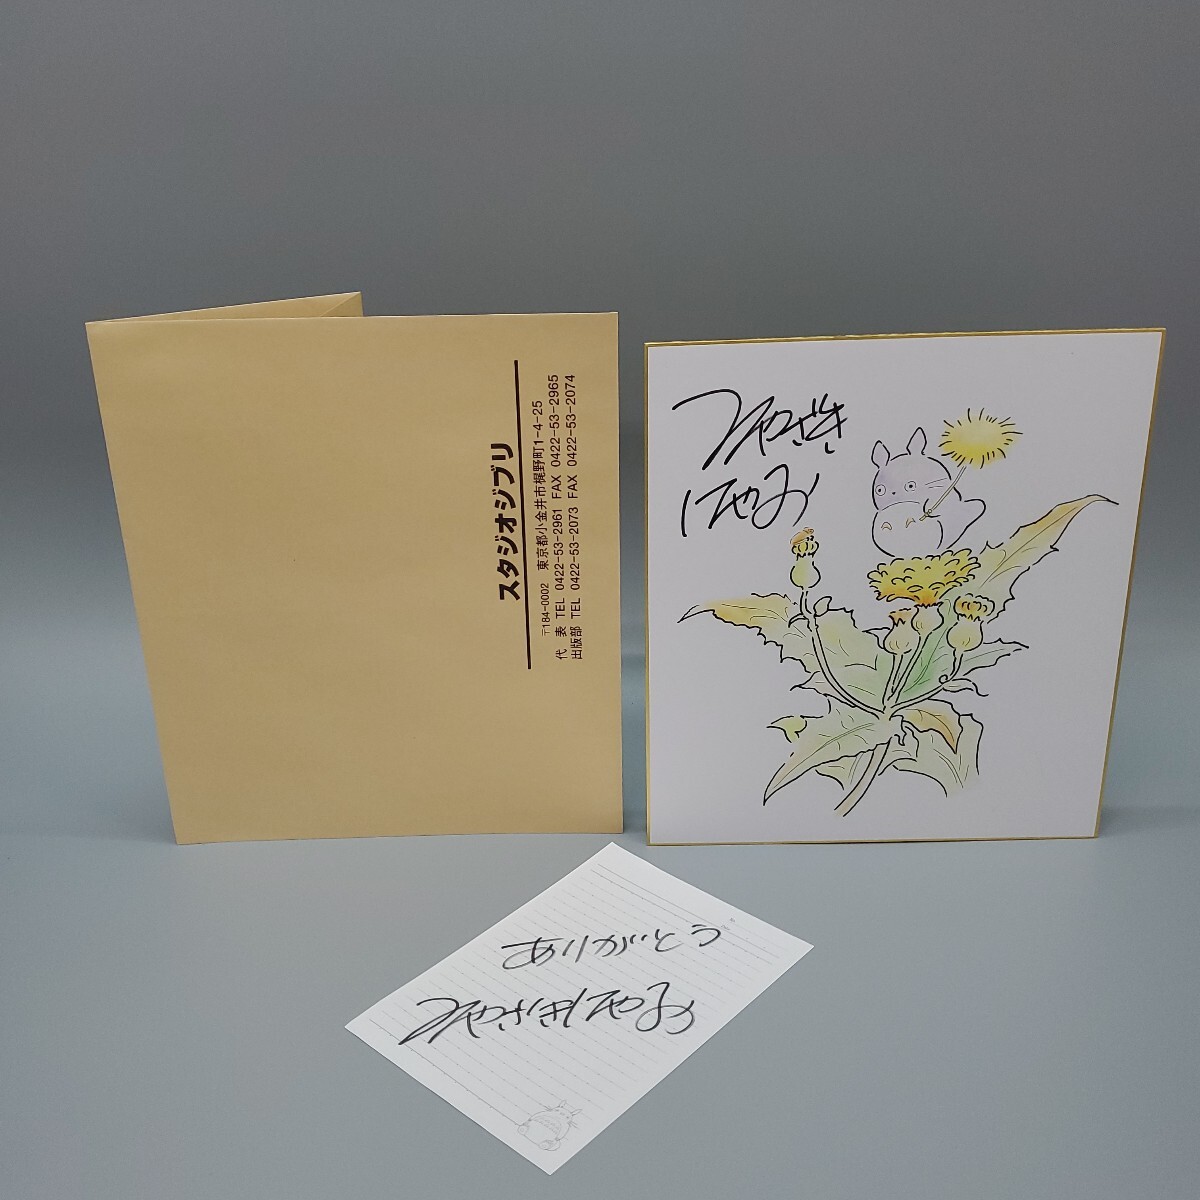 スタジオジブリ
〒184-0002 東京都小金井市梶野町1-4-25
代 表 TEL 0422-53-2961 FAX 0422-53-2965
出版部 TEL 0422-53-2073 FAX 0422-53-2074
みやざき
はやお
ありがとう
みやざきはやお